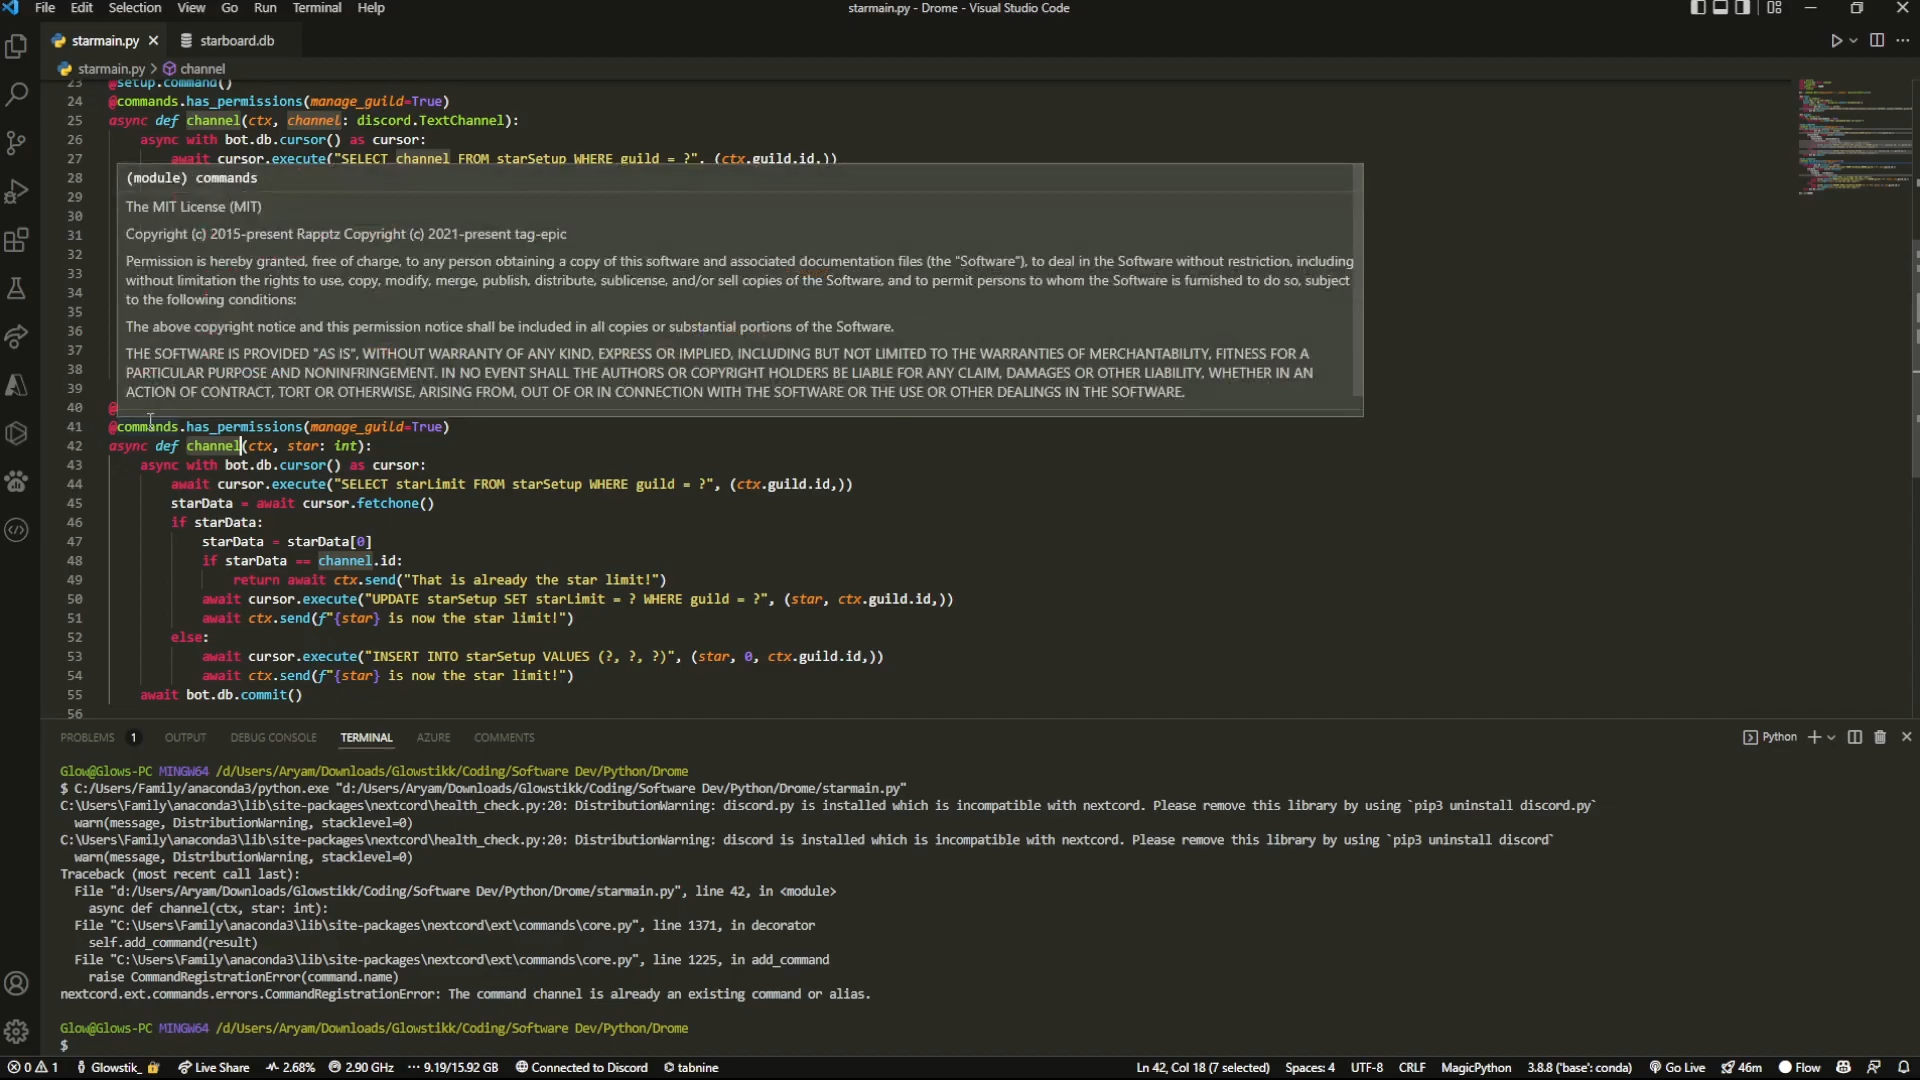 File Edit Selection View Go Run Terminal Help
starmain.py - Drome - Visual Studio Code
starmain.py
starboard.db
starmain.py > channel
23 @setup.command()
24 @commands.has_permissions(manage_guild=True)
25 async def channel(ctx, channel: discord.TextChannel):
26 async with bot.db.cursor() as cursor:
27 await cursor.execute("SELECT channel FROM starSetup WHERE guild = ?", (ctx.guild.id,))
28
(module) commands
29
The MIT License (MIT)
30
31
Copyright (c) 2015-present Rapptz Copyright (c) 2021-present tag-epic
32
Permission is hereby granted, free of charge, to any person obtaining a copy of this software and associated documentation files (the "Software"), to deal in the Software without restriction, including
33
without limitation the rights to use, copy, modify, merge, publish, distribute, sublicense, and/or sell copies of the Software, and to permit persons to whom the Software is furnished to do so, subject
34
to the following conditions:
35
36
The above copyright notice and this permission notice shall be included in all copies or substantial portions of the Software.
37
THE SOFTWARE IS PROVIDED "AS IS", WITHOUT WARRANTY OF ANY KIND, EXPRESS OR IMPLIED, INCLUDING BUT NOT LIMITED TO THE WARRANTIES OF MERCHANTABILITY, FITNESS FOR A
38
PARTICULAR PURPOSE AND NONINFRINGEMENT. IN NO EVENT SHALL THE AUTHORS OR COPYRIGHT HOLDERS BE LIABLE FOR ANY CLAIM, DAMAGES OR OTHER LIABILITY, WHETHER IN AN
39
ACTION OF CONTRACT, TORT OR OTHERWISE, ARISING FROM, OUT OF OR IN CONNECTION WITH THE SOFTWARE OR THE USE OR OTHER DEALINGS IN THE SOFTWARE.
40 @
41 @commands.has_permissions(manage_guild=True)
42 async def channel(ctx, star: int):
43 async with bot.db.cursor() as cursor:
44 await cursor.execute("SELECT starLimit FROM starSetup WHERE guild = ?", (ctx.guild.id,))
45 starData = await cursor.fetchone()
46 if starData:
47 starData = starData[0]
48 if starData == channel.id:
49 return await ctx.send("That is already the star limit!")
50 await cursor.execute("UPDATE starSetup SET starLimit = ? WHERE guild = ?", (star, ctx.guild.id,))
51 await ctx.send(f"{star} is now the star limit!")
52 else:
53 await cursor.execute("INSERT INTO starSetup VALUES (?, ?, ?)", (star, 0, ctx.guild.id,))
54 await ctx.send(f"{star} is now the star limit!")
55 await bot.db.commit()
56
PROBLEMS 1 OUTPUT DEBUG CONSOLE TERMINAL AZURE COMMENTS
Python
Glow@Glows-PC MINGW64 /d/Users/Aryam/Downloads/Glowstikk/Coding/Software Dev/Python/Drome
$ C:/Users/Family/anaconda3/python.exe "d:/Users/Aryam/Downloads/Glowstikk/Coding/Software Dev/Python/Drome/starmain.py"
C:\Users\Family\anaconda3\lib\site-packages\nextcord\health_check.py:20: DistributionWarning: discord.py is installed which is incompatible with nextcord. Please remove this library by using `pip3 uninstall discord.py`
warn(message, DistributionWarning, stacklevel=0)
C:\Users\Family\anaconda3\lib\site-packages\nextcord\health_check.py:20: DistributionWarning: discord is installed which is incompatible with nextcord. Please remove this library by using `pip3 uninstall discord`
warn(message, DistributionWarning, stacklevel=0)
Traceback (most recent call last):
File "d:/Users/Aryam/Downloads/Glowstikk/Coding/Software Dev/Python/Drome/starmain.py", line 42, in <module>
async def channel(ctx, star: int):
File "C:\Users\Family\anaconda3\lib\site-packages\nextcord\ext\commands\core.py", line 1371, in decorator
self.add_command(result)
File "C:\Users\Family\anaconda3\lib\site-packages\nextcord\ext\commands\core.py", line 1225, in add_command
raise CommandRegistrationError(command.name)
nextcord.ext.commands.errors.CommandRegistrationError: The command channel is already an existing command or alias.
Glow@Glows-PC MINGW64 /d/Users/Aryam/Downloads/Glowstikk/Coding/Software Dev/Python/Drome
$
0 1 Glowstik_ Live Share 2.68% 2.90 GHz 9.19/15.92 GB Connected to Discord tabnine Ln 42, Col 18 (7 selected) Spaces: 4 UTF-8 CRLF MagicPython 3.8.8 ('base': conda) Go Live 46m Flow